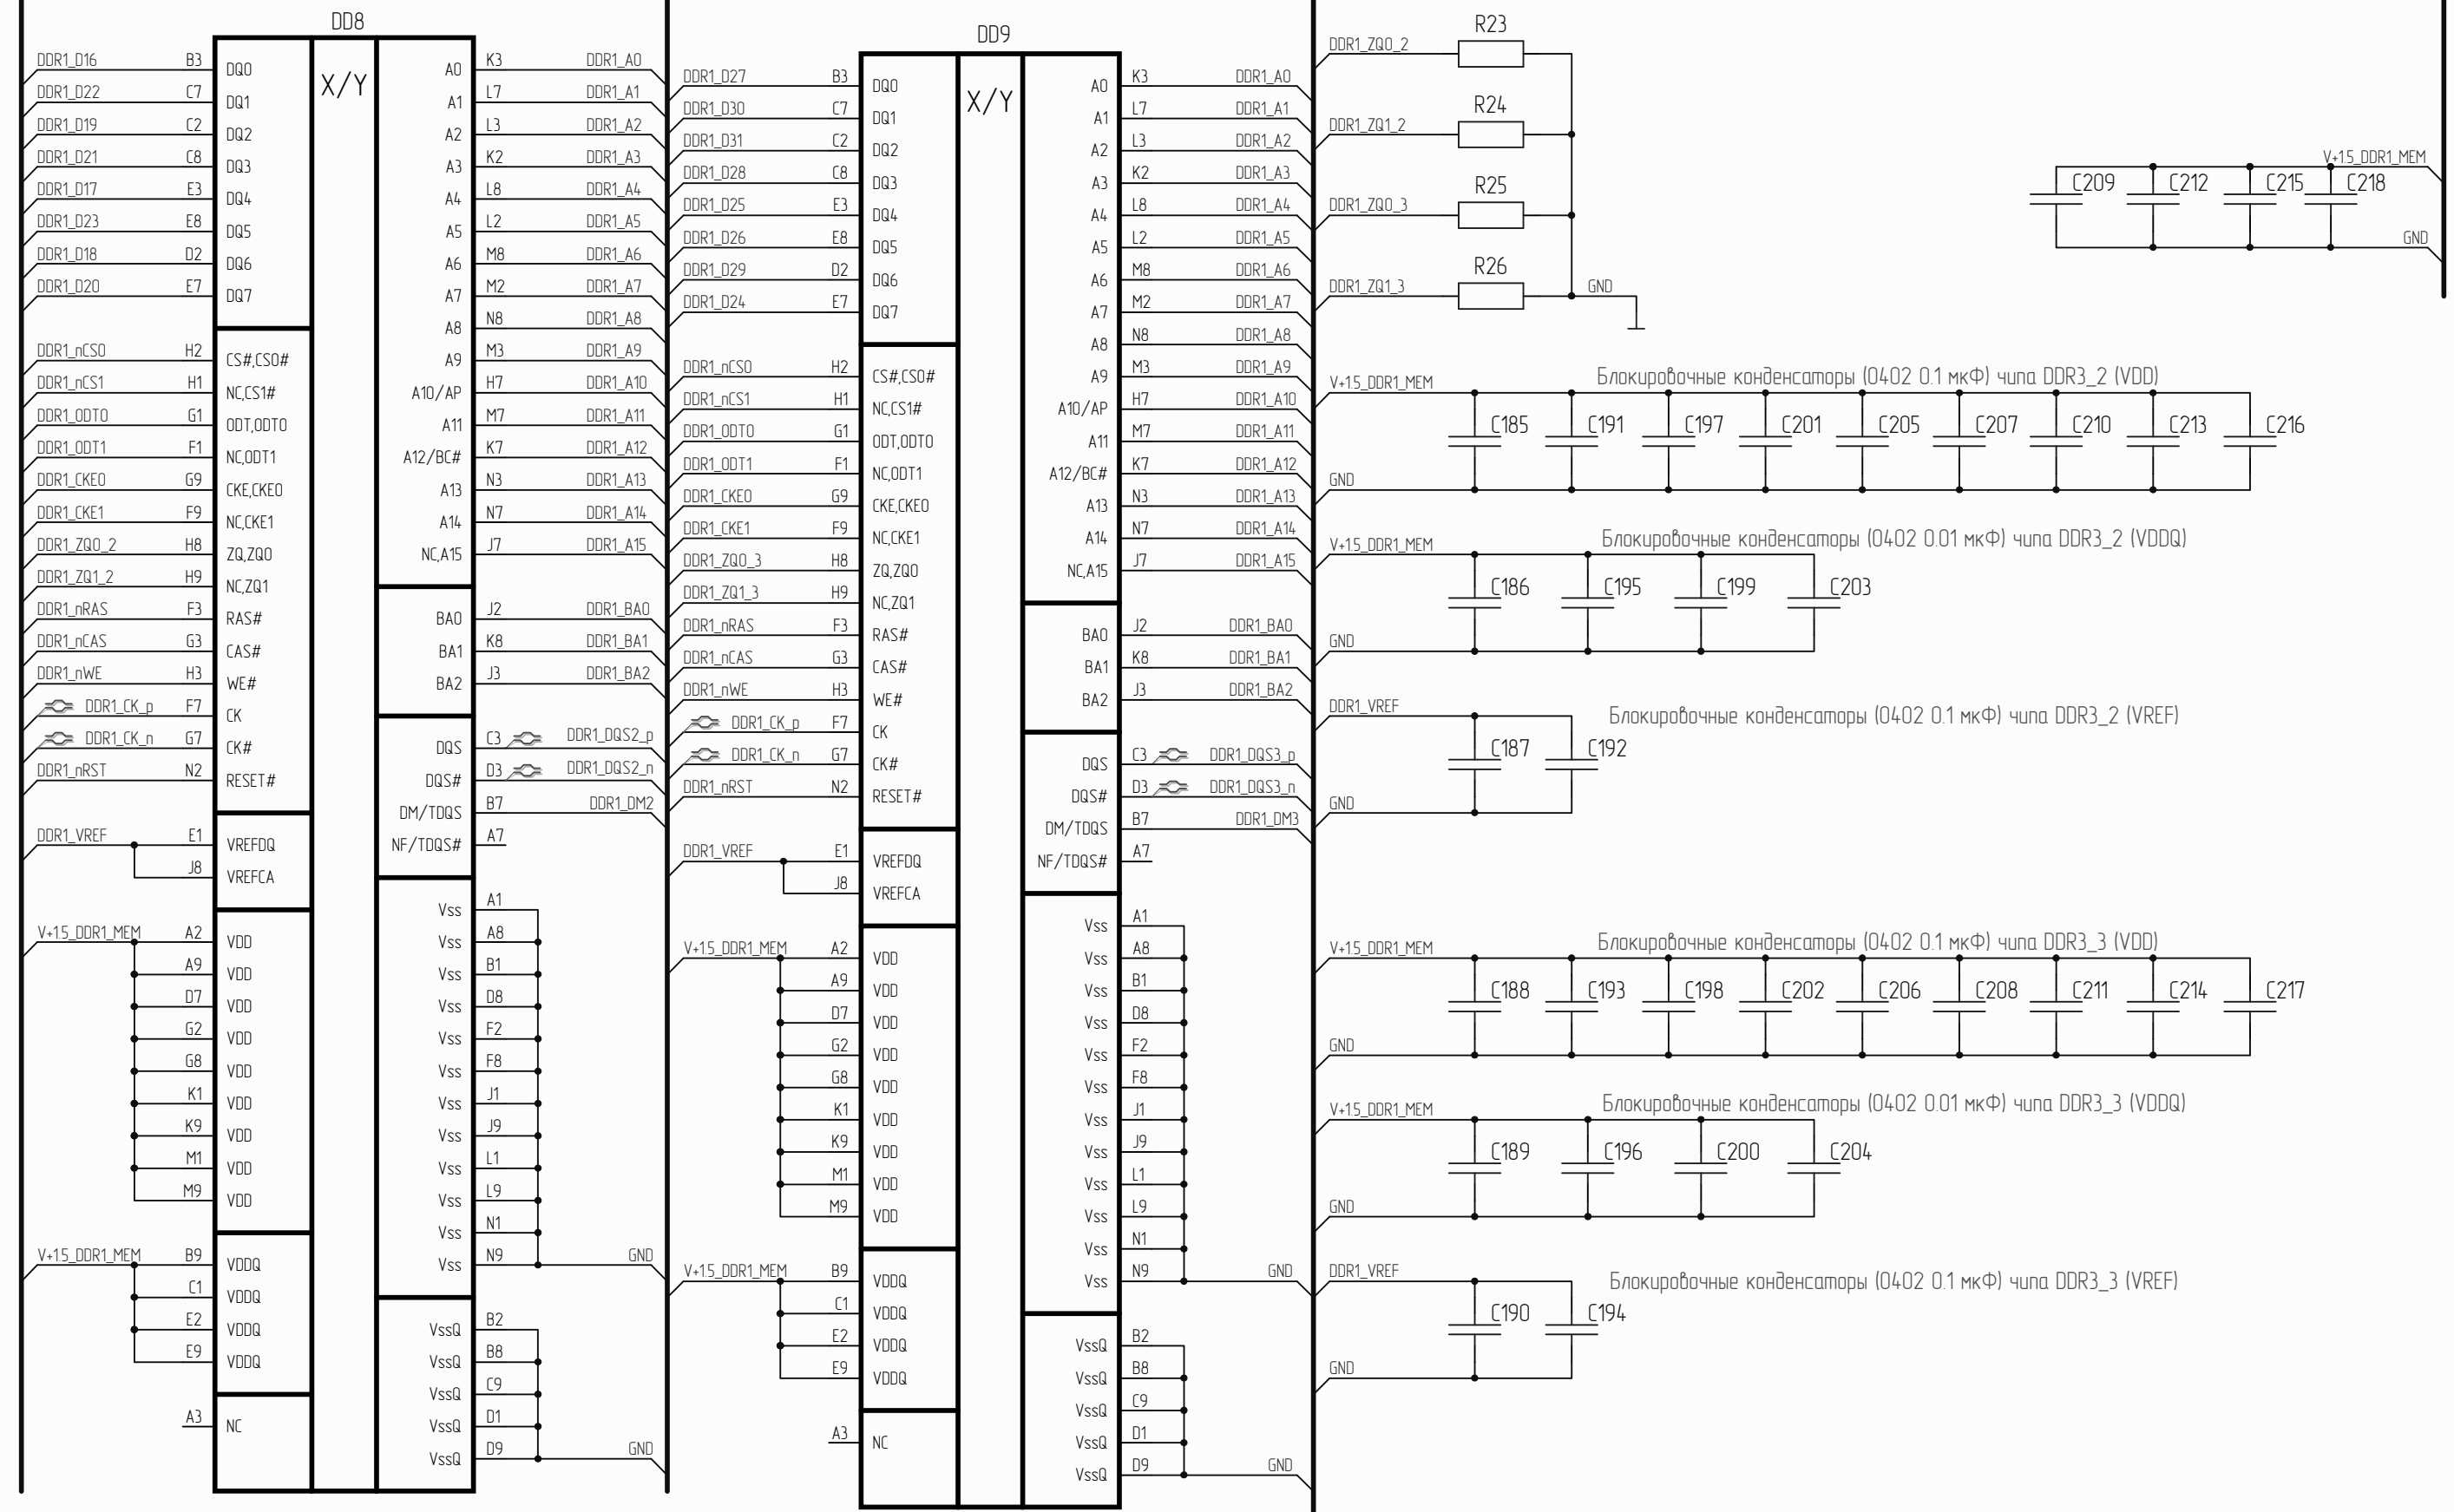 DD8
DDR1_D16 B3 DQ0
DDR1_D22 C7 DQ1
DDR1_D19 C2 DQ2
DDR1_D21 C8 DQ3
DDR1_D17 E3 DQ4
DDR1_D23 E8 DQ5
DDR1_D18 D2 DQ6
DDR1_D20 E7 DQ7
DDR1_nCS0 H2 CS#,CS0#
DDR1_nCS1 H1 NC,CS1#
DDR1_ODT0 G1 ODT,ODT0
DDR1_ODT1 F1 NC,ODT1
DDR1_CKE0 G9 CKE,CKE0
DDR1_CKE1 F9 NC,CKE1
DDR1_ZQ0_2 H8 ZQ,ZQ0
DDR1_ZQ1_2 H9 NC,ZQ1
DDR1_nRAS F3 RAS#
DDR1_nCAS G3 CAS#
DDR1_nWE H3 WE#
DDR1_CK_p F7 CK
DDR1_CK_n G7 CK#
DDR1_nRST N2 RESET#
DDR1_VREF E1 VREFDQ
J8 VREFCA
V+1.5_DDR1_MEM A2 VDD
A9 VDD
D7 VDD
G2 VDD
G8 VDD
K1 VDD
K9 VDD
M1 VDD
M9 VDD
V+1.5_DDR1_MEM B9 VDDQ
C1 VDDQ
E2 VDDQ
E9 VDDQ
A3 NC
X/Y
A0 K3 DDR1_A0
A1 L7 DDR1_A1
A2 L3 DDR1_A2
A3 K2 DDR1_A3
A4 L8 DDR1_A4
A5 L2 DDR1_A5
A6 M8 DDR1_A6
A7 M2 DDR1_A7
A8 N8 DDR1_A8
A9 M3 DDR1_A9
A10/AP H7 DDR1_A10
A11 M7 DDR1_A11
A12/BC# K7 DDR1_A12
A13 N3 DDR1_A13
A14 N7 DDR1_A14
NC,A15 J7 DDR1_A15
BA0 J2 DDR1_BA0
BA1 K8 DDR1_BA1
BA2 J3 DDR1_BA2
DQS C3 DDR1_DQS2_p
DQS# D3 DDR1_DQS2_n
DM/TDQS B7 DDR1_DM2
NF/TDQS# A7
Vss A1
Vss A8
Vss B1
Vss D8
Vss F2
Vss F8
Vss J1
Vss J9
Vss L1
Vss L9
Vss N1
Vss N9 GND
VssQ B2
VssQ B8
VssQ C9
VssQ D1
VssQ D9 GND
DD9
DDR1_D27 B3 DQ0
DDR1_D30 C7 DQ1
DDR1_D31 C2 DQ2
DDR1_D28 C8 DQ3
DDR1_D25 E3 DQ4
DDR1_D26 E8 DQ5
DDR1_D29 D2 DQ6
DDR1_D24 E7 DQ7
DDR1_nCS0 H2 CS#,CS0#
DDR1_nCS1 H1 NC,CS1#
DDR1_ODT0 G1 ODT,ODT0
DDR1_ODT1 F1 NC,ODT1
DDR1_CKE0 G9 CKE,CKE0
DDR1_CKE1 F9 NC,CKE1
DDR1_ZQ0_3 H8 ZQ,ZQ0
DDR1_ZQ1_3 H9 NC,ZQ1
DDR1_nRAS F3 RAS#
DDR1_nCAS G3 CAS#
DDR1_nWE H3 WE#
DDR1_CK_p F7 CK
DDR1_CK_n G7 CK#
DDR1_nRST N2 RESET#
DDR1_VREF E1 VREFDQ
J8 VREFCA
V+1.5_DDR1_MEM A2 VDD
A9 VDD
D7 VDD
G2 VDD
G8 VDD
K1 VDD
K9 VDD
M1 VDD
M9 VDD
V+1.5_DDR1_MEM B9 VDDQ
C1 VDDQ
E2 VDDQ
E9 VDDQ
A3 NC
X/Y
A0 K3 DDR1_A0
A1 L7 DDR1_A1
A2 L3 DDR1_A2
A3 K2 DDR1_A3
A4 L8 DDR1_A4
A5 L2 DDR1_A5
A6 M8 DDR1_A6
A7 M2 DDR1_A7
A8 N8 DDR1_A8
A9 M3 DDR1_A9
A10/AP H7 DDR1_A10
A11 M7 DDR1_A11
A12/BC# K7 DDR1_A12
A13 N3 DDR1_A13
A14 N7 DDR1_A14
NC,A15 J7 DDR1_A15
BA0 J2 DDR1_BA0
BA1 K8 DDR1_BA1
BA2 J3 DDR1_BA2
DQS C3 DDR1_DQS3_p
DQS# D3 DDR1_DQS3_n
DM/TDQS B7 DDR1_DM3
NF/TDQS# A7
Vss A1
Vss A8
Vss B1
Vss D8
Vss F2
Vss F8
Vss J1
Vss J9
Vss L1
Vss L9
Vss N1
Vss N9 GND
VssQ B2
VssQ B8
VssQ C9
VssQ D1
VssQ D9 GND
DDR1_ZQ0_2 R23
DDR1_ZQ1_2 R24
DDR1_ZQ0_3 R25
DDR1_ZQ1_3 R26 GND
V+1.5_DDR1_MEM
C209 C212 C215 C218
GND
Блокировочные конденсаторы (0402 0.1 мкФ) чипа DDR3_2 (VDD)
V+1.5_DDR1_MEM
C185 C191 C197 C201 C205 C207 C210 C213 C216
GND
Блокировочные конденсаторы (0402 0.01 мкФ) чипа DDR3_2 (VDDQ)
V+1.5_DDR1_MEM
C186 C195 C199 C203
GND
DDR1_VREF Блокировочные конденсаторы (0402 0.1 мкФ) чипа DDR3_2 (VREF)
C187 C192
GND
Блокировочные конденсаторы (0402 0.1 мкФ) чипа DDR3_3 (VDD)
V+1.5_DDR1_MEM
C188 C193 C198 C202 C206 C208 C211 C214 C217
GND
Блокировочные конденсаторы (0402 0.01 мкФ) чипа DDR3_3 (VDDQ)
V+1.5_DDR1_MEM
C189 C196 C200 C204
GND
DDR1_VREF Блокировочные конденсаторы (0402 0.1 мкФ) чипа DDR3_3 (VREF)
C190 C194
GND